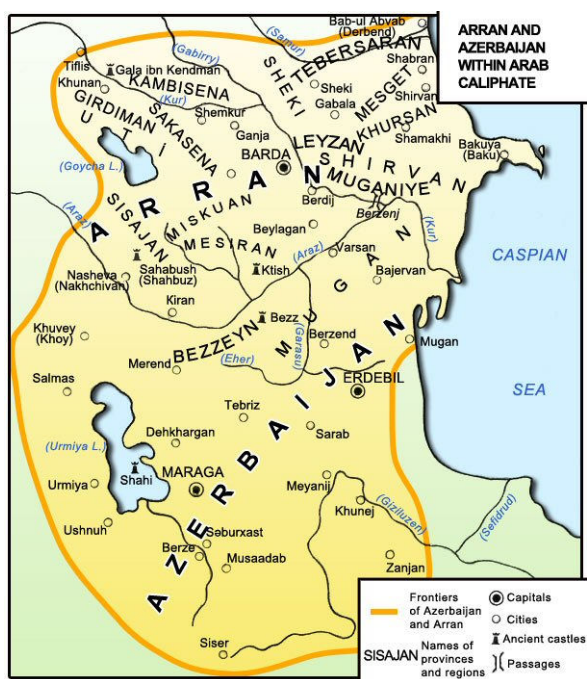 ARRAN AND
AZERBAIJAN
WITHIN ARAB
CALIPHATE
Bab-ul Abvab
(Derbend)
(Samur)
(Gabirry)
TEBERSARAN
Tiflis
Gala ibn Kendman
Shabran
Khunan
KAMBISENA
SHEKI
MESGET
(Kur)
Sheki
Shirvan
GIRDIMAN
SAKASENA
Shemkur
Gabala
KHURSAN
UTİ
Ganja
LEYZAN
Shamakhi
(Goycha L.)
BARDA
SHIRVAN
Bakuya
(Baku)
MUGANIYE
ARRAN
Berdij
Berzenj
(Araz)
SISAJAN
MISKUAN
Beylagan
(Kur)
MESIRAN
(Araz)
Varsan
CASPIAN
Sahabush
(Shahbuz)
Ktish
Nasheva
(Nakhchivan)
Bajervan
MUGAN
Kiran
Bezz
Khuvey
(Khoy)
BEZZEYN
(Garasu)
Berzend
Mugan
(Eher)
Merend
Salmas
ERDEBIL
SEA
Tebriz
AZERBAIJAN
Sarab
Dehkhargan
(Urmiya L.)
Shahi
MARAGA
Meyanij
Urmiya
Khunej
(Giziluzen)
(Sefidrud)
Ushnuh
Səburxast
Berze
Musaadab
Zanjan
Siser
Frontiers
of Azerbaijan
and Arran
Capitals
Cities
Ancient castles
SISAJAN
Names of
provinces
and regions
Passages